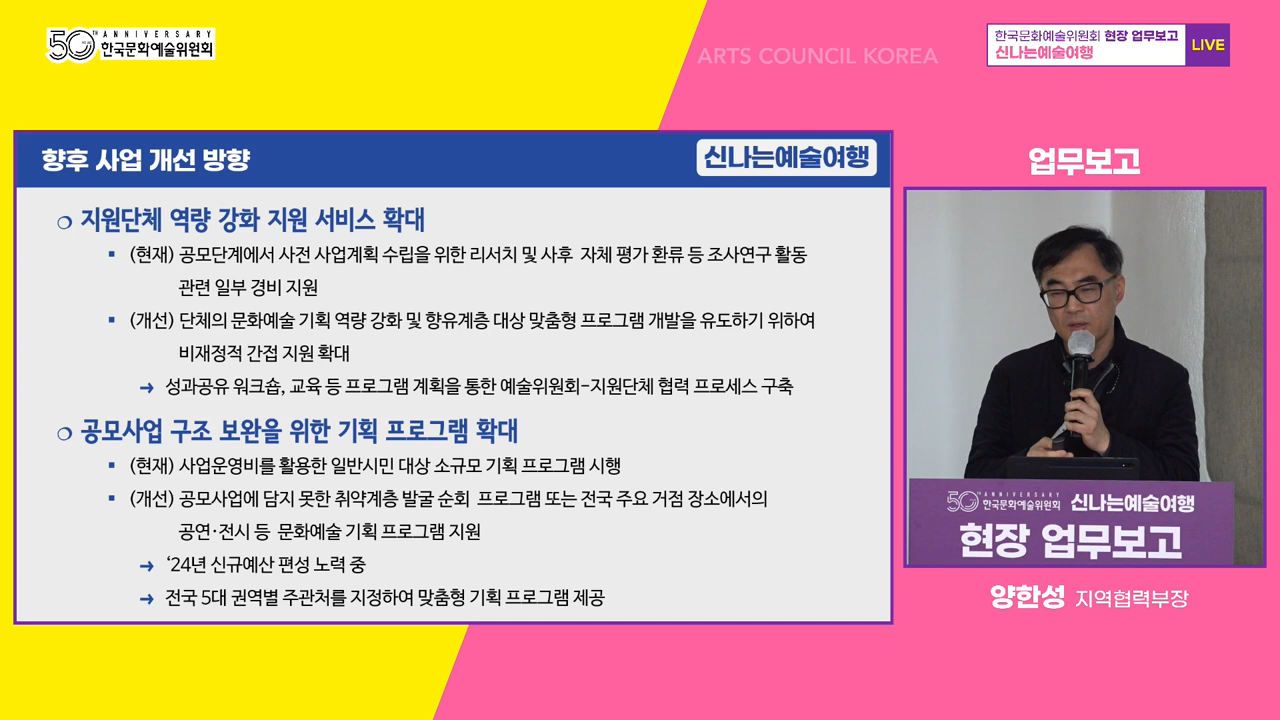 50TH ANNIVERSARY
한국문화예술위원회
ARTS COUNCIL KOREA
한국문화예술위원회 현장 업무보고
신나는예술여행
LIVE
향후 사업 개선 방향
신나는예술여행
❍ 지원단체 역량 강화 지원 서비스 확대
▪ (현재) 공모단계에서 사전 사업계획 수립을 위한 리서치 및 사후 자체 평가 환류 등 조사연구 활동
관련 일부 경비 지원
▪ (개선) 단체의 문화예술 기획 역량 강화 및 향유계층 대상 맞춤형 프로그램 개발을 유도하기 위하여
비재정적 간접 지원 확대
→ 성과공유 워크숍, 교육 등 프로그램 계획을 통한 예술위원회-지원단체 협력 프로세스 구축
❍ 공모사업 구조 보완을 위한 기획 프로그램 확대
▪ (현재) 사업운영비를 활용한 일반시민 대상 소규모 기획 프로그램 시행
▪ (개선) 공모사업에 담지 못한 취약계층 발굴 순회 프로그램 또는 전국 주요 거점 장소에서의
공연·전시 등 문화예술 기획 프로그램 지원
→ ‘24년 신규예산 편성 노력 중
→ 전국 5대 권역별 주관처를 지정하여 맞춤형 기획 프로그램 제공
업무보고
50TH ANNIVERSARY
한국문화예술위원회
신나는예술여행
현장 업무보고
양한성 지역협력부장